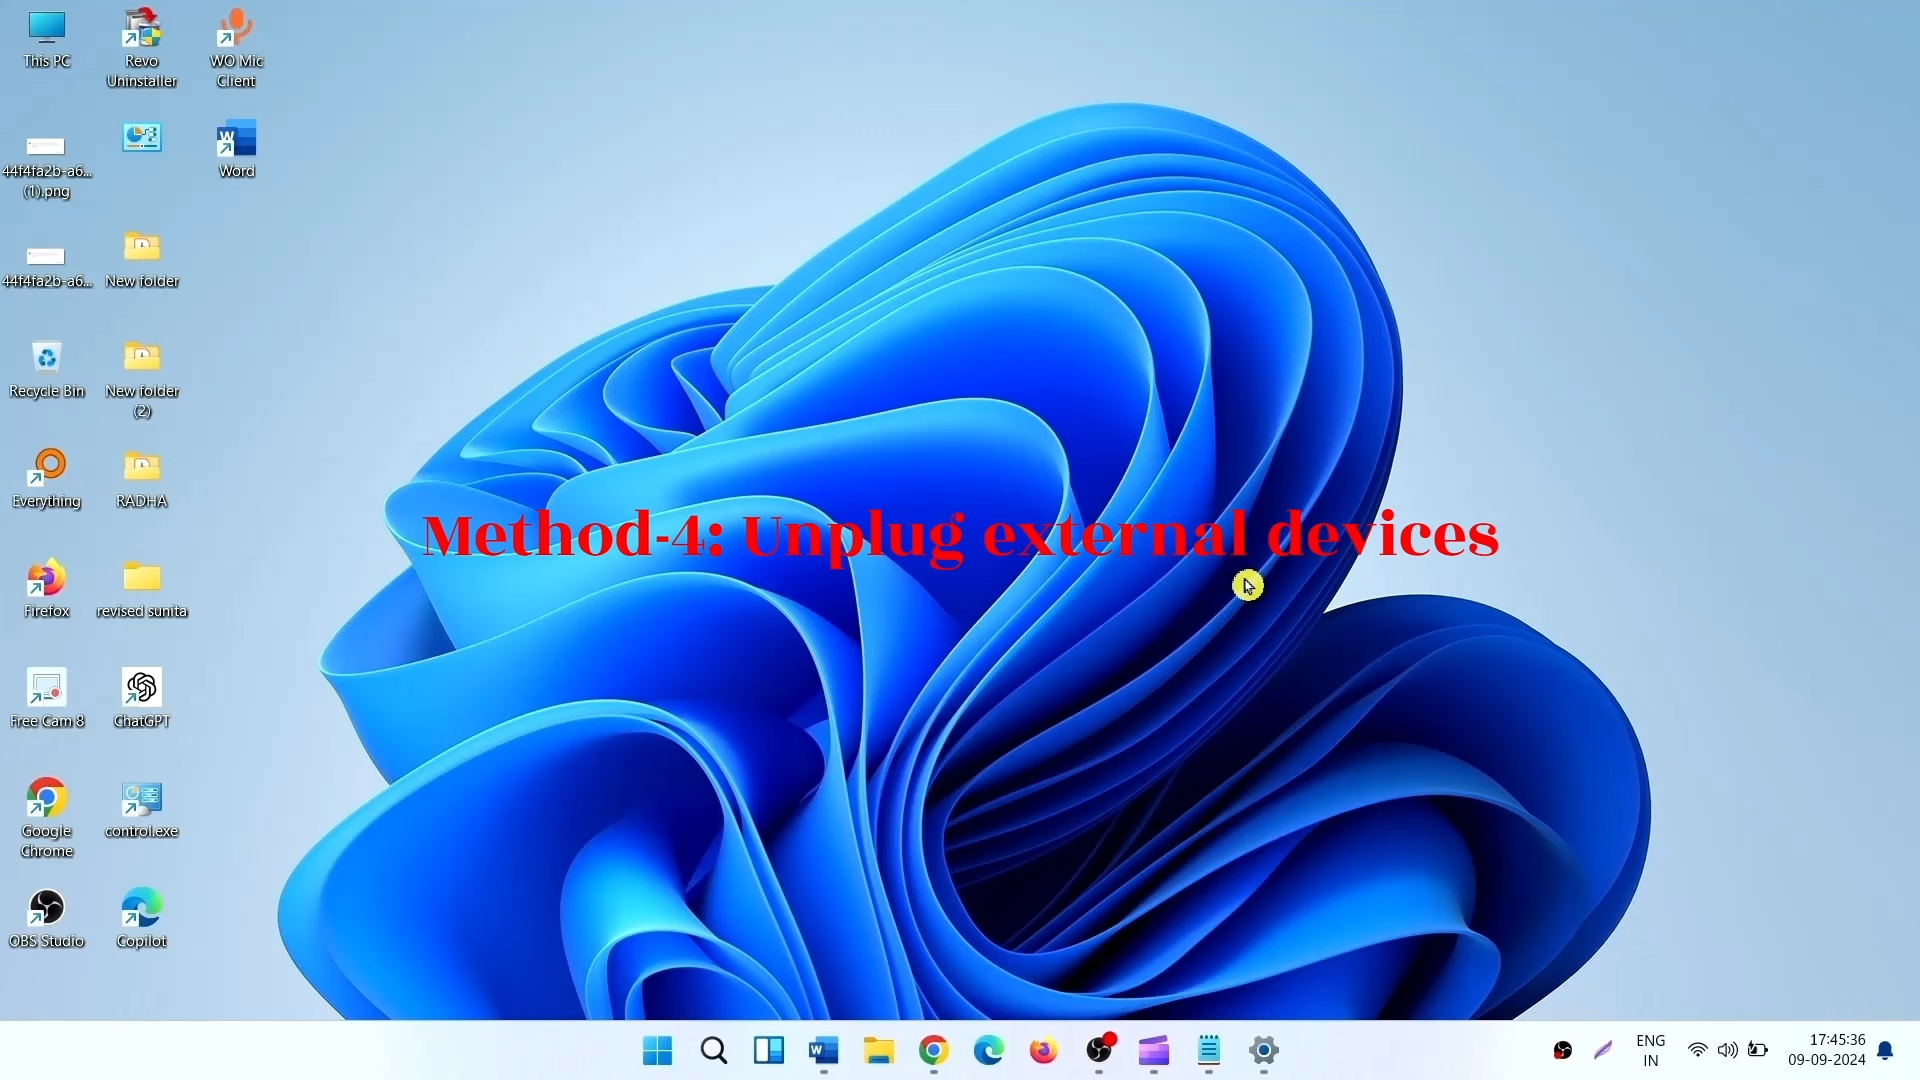 This PC
Revo
Uninstaller
WO Mic
Client
44f4fa2b-a6...
(1).png
Word
44f4fa2b-a6...
New folder
Recycle Bin
New folder
(2)
Everything
RADHA
Method-4: Unplug external devices
Firefox
revised sunita
Free Cam 8
ChatGPT
Google
Chrome
control.exe
OBS Studio
Copilot
ENG
IN
17:45:36
09-09-2024